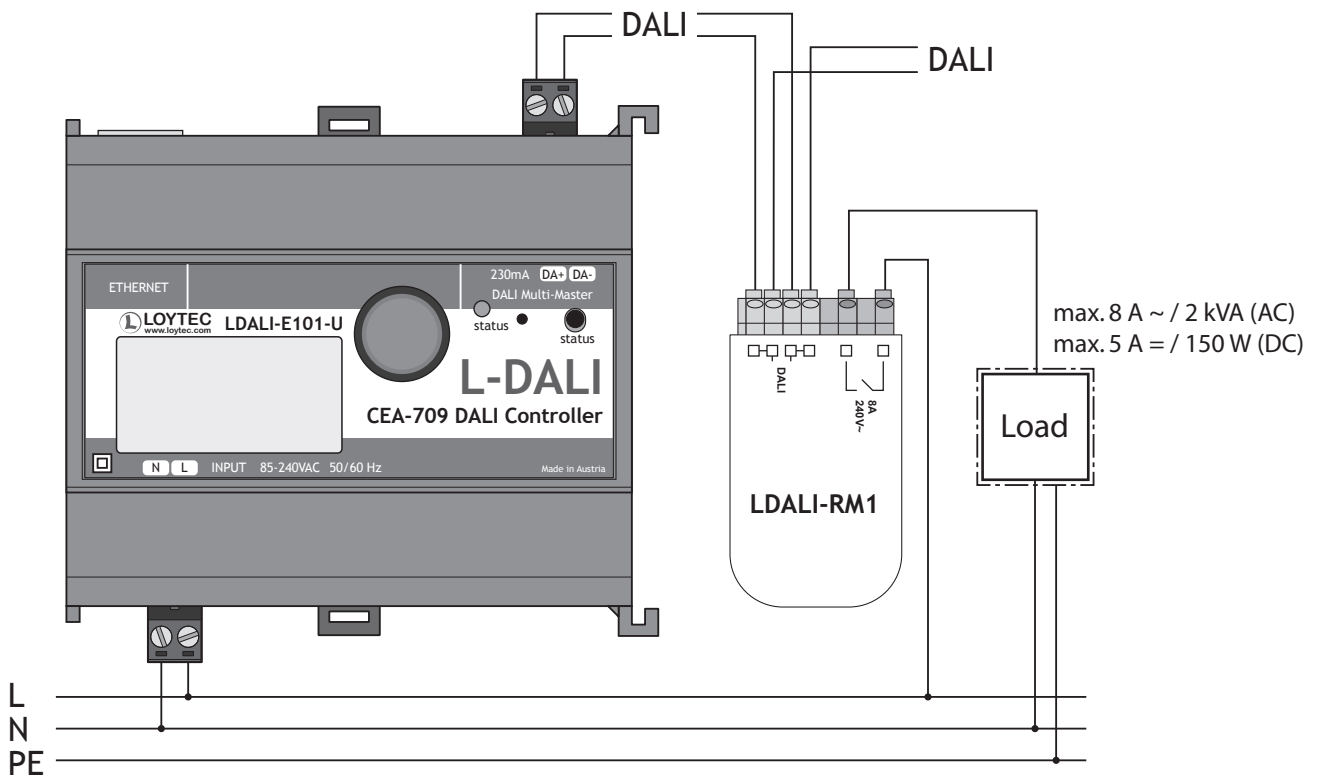 DALI
DALI
ETHERNET
230mA DA+ DA-
DALI Multi-Master
LOYTEC
www.loytec.com
LDALI-E101-U
status
status
L-DALI
CEA-709 DALI Controller
N L INPUT 85-240VAC 50/60 Hz
Made in Austria
DALI
8A
240V~
LDALI-RM1
max. 8 A ~ / 2 kVA (AC)
max. 5 A = / 150 W (DC)
Load
L
N
PE